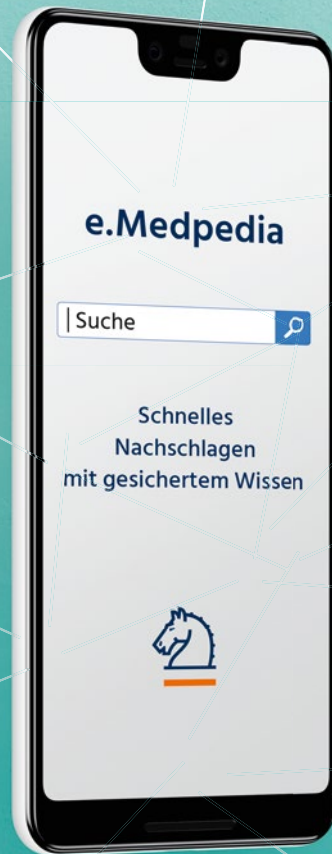 e.Medpedia
Suche
Schnelles
Nachschlagen
mit gesichertem Wissen